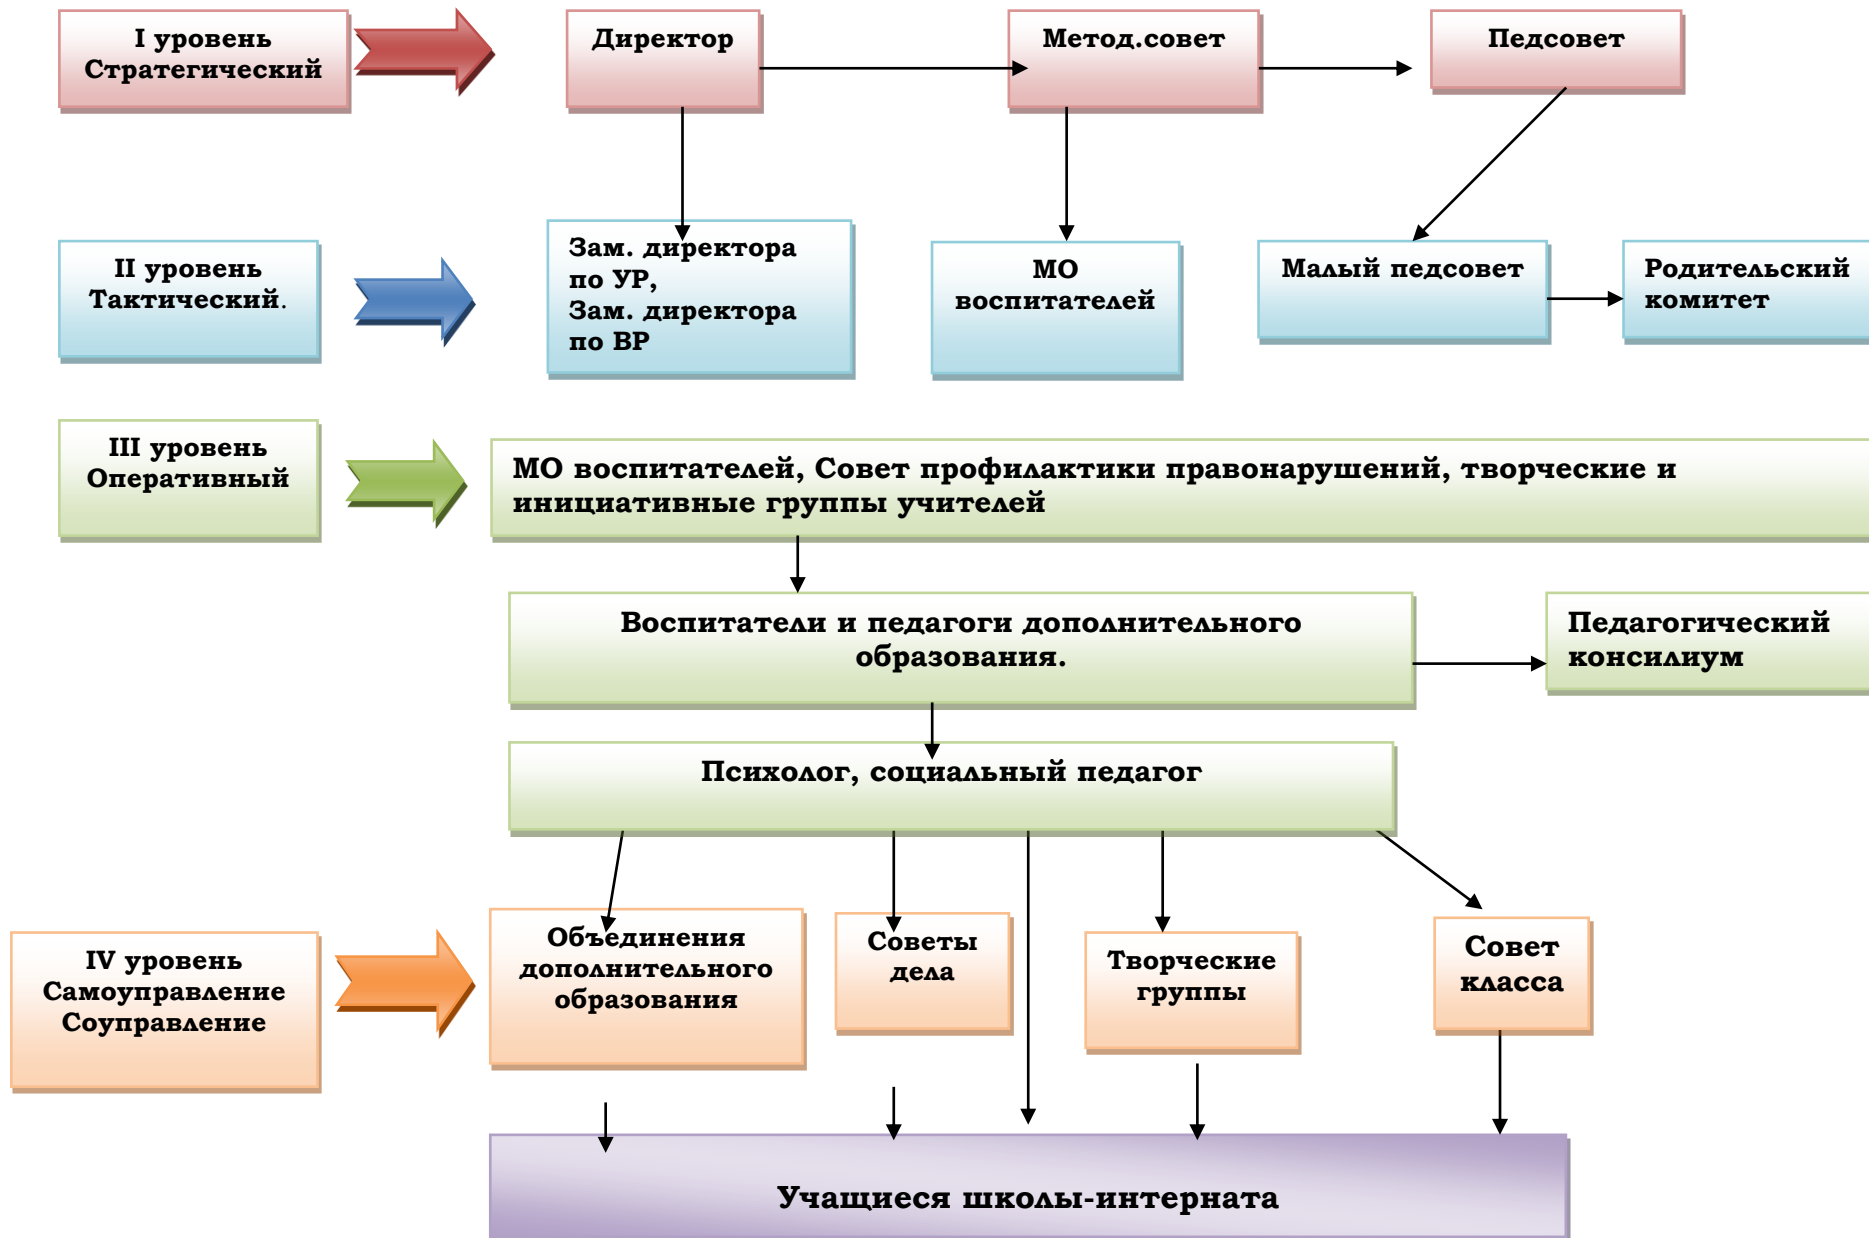 I уровень
Стратегический
Директор
Метод.совет
Педсовет
II уровень
Тактический.
Зам. директора
по УР,
Зам. директора
по ВР
МО
воспитателей
Малый педсовет
Родительский
комитет
III уровень
Оперативный
МО воспитателей, Совет профилактики правонарушений, творческие и
инициативные группы учителей
Воспитатели и педагоги дополнительного
образования.
Педагогический
консилиум
Психолог, социальный педагог
IV уровень
Самоуправление
Соуправление
Объединения
дополнительного
образования
Советы
дела
Творческие
группы
Совет
класса
Учащиеся школы-интерната